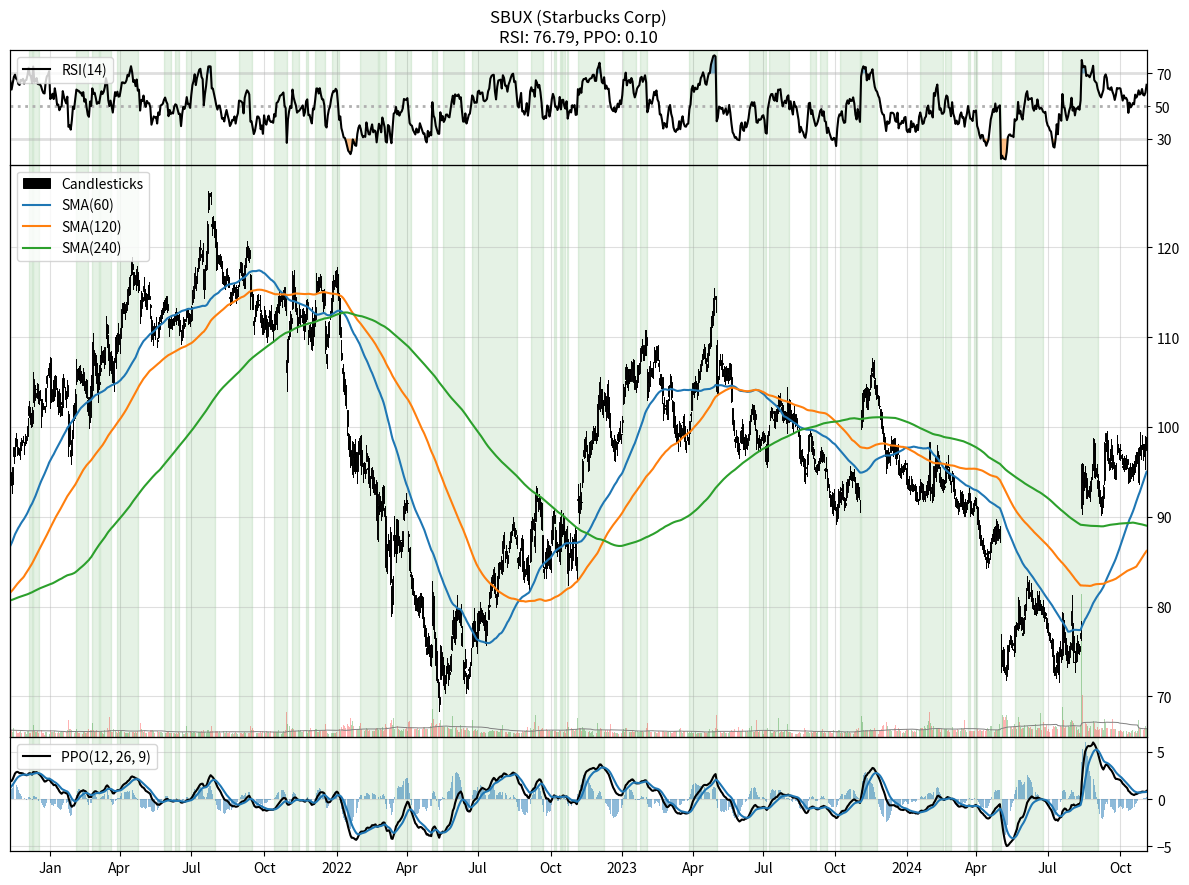 SBUX (Starbucks Corp)
RSI: 76.79, PPO: 0.10
RSI(14)
70
50
30
Candlesticks
SMA(60)
SMA(120)
SMA(240)
120
110
100
90
80
70
PPO(12, 26, 9)
5
0
−5
Jan Apr Jul Oct 2022 Apr Jul Oct 2023 Apr Jul Oct 2024 Apr Jul Oct